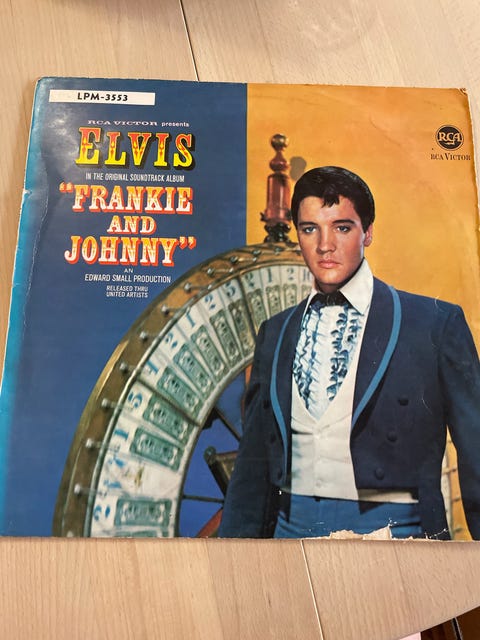 LPM-3553
RCA VICTOR presents
ELVIS
IN THE ORIGINAL SOUNDTRACK ALBUM
"FRANKIE
AND
JOHNNY"
AN
EDWARD SMALL PRODUCTION
RELEASED THRU
UNITED ARTISTS
RCA
RCA VICTOR